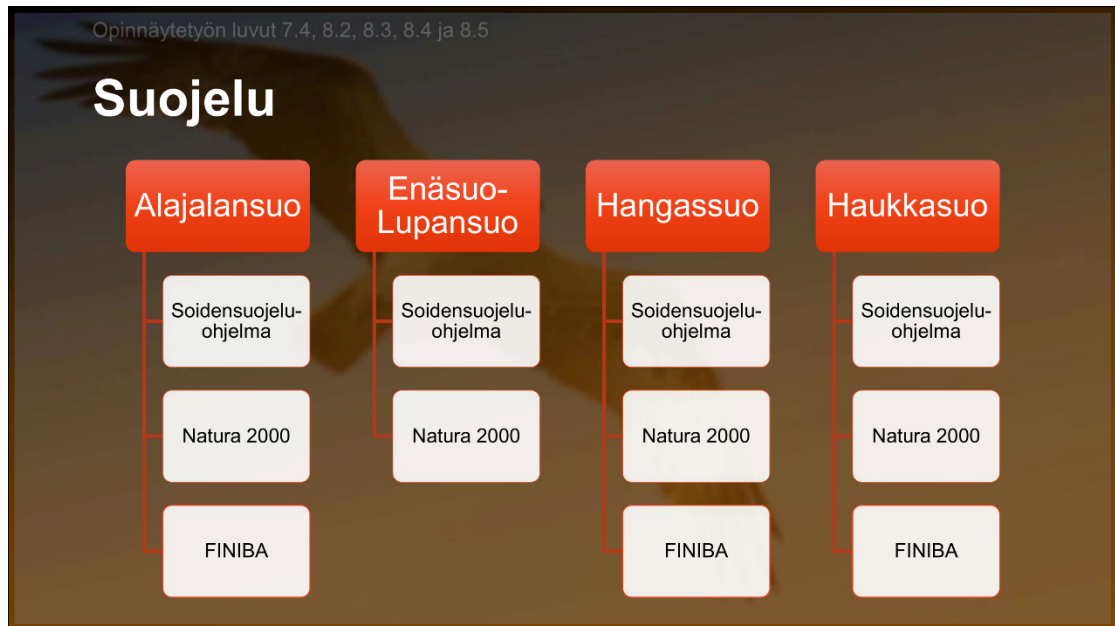 Opinnäytetyön luvut 7.4, 8.2, 8.3, 8.4 ja 8.5
Suojelu
Alajalansuo
Soidensuojelu-
ohjelma
Natura 2000
FINIBA
Enäsuo-
Lupansuo
Soidensuojelu-
ohjelma
Natura 2000
Hangassuo
Soidensuojelu-
ohjelma
Natura 2000
FINIBA
Haukkasuo
Soidensuojelu-
ohjelma
Natura 2000
FINIBA